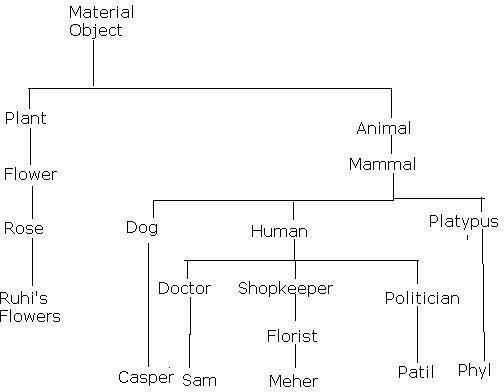 Material
Object
Plant
Animal
Flower
Mammal
Rose
Dog
Human
Platypus
Ruhi's
Flowers
Doctor
Shopkeeper
Politician
Florist
Casper
Sam
Meher
Patil
Phyl